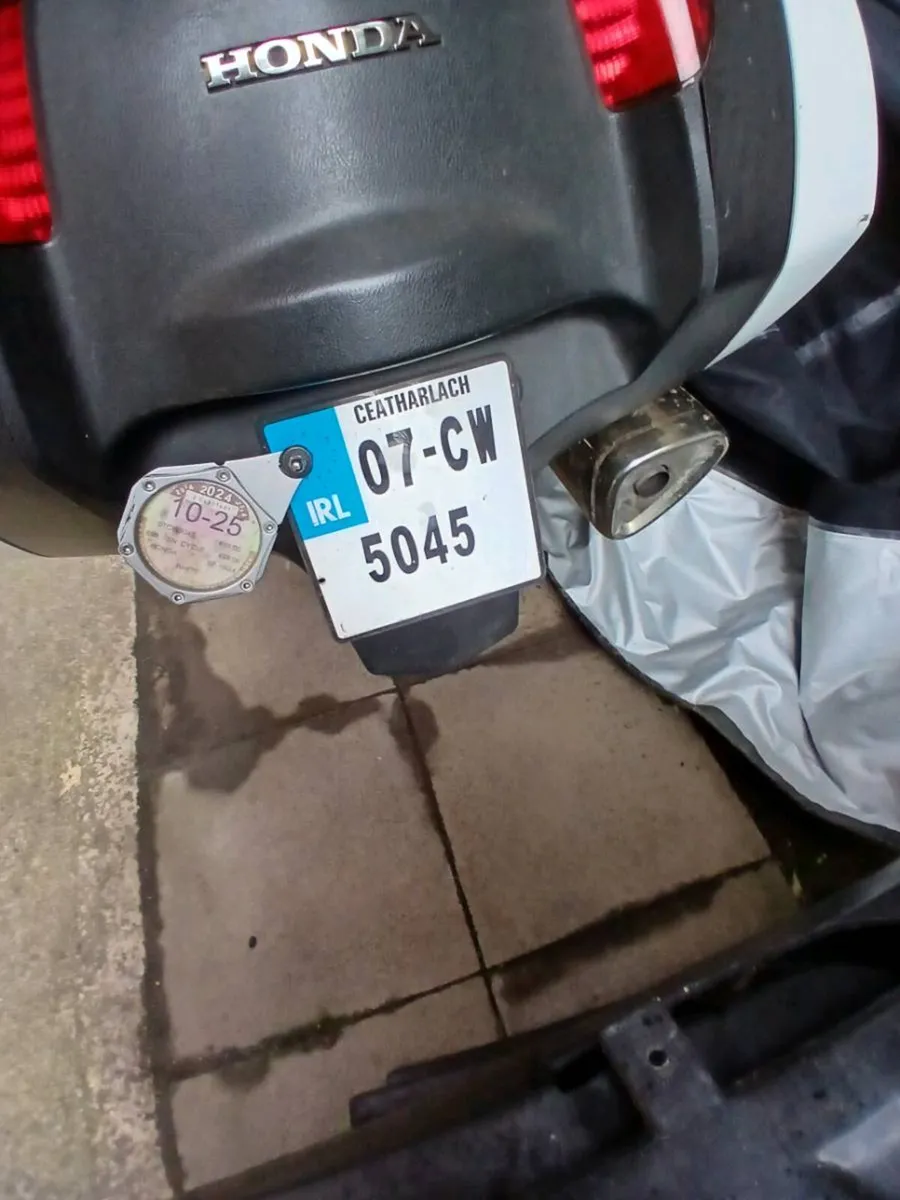 HONDA
CEATHARLACH
07-CW
IRL
5045
2024
10-25